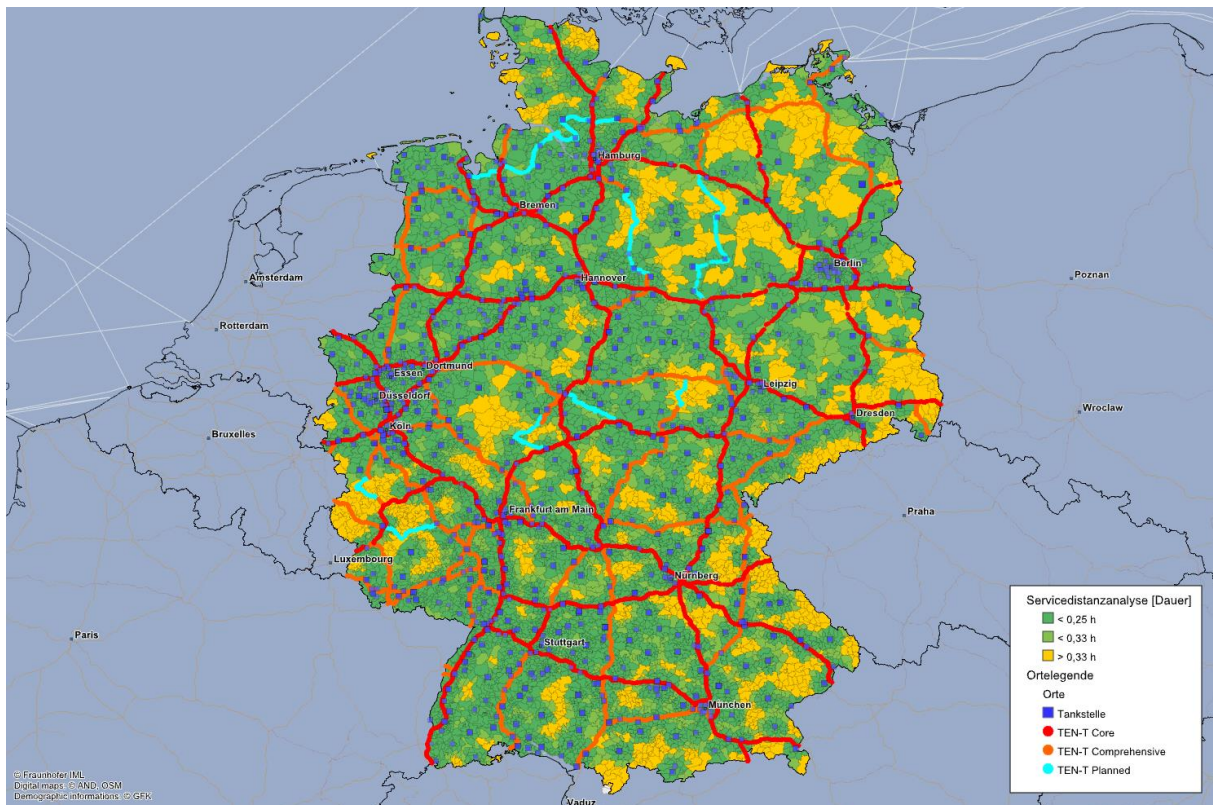 Hamburg
Bremen
Berlin
Amsterdam
Hannover
Poznan
Rotterdam
Essen
Dortmund
Düsseldorf
Leipzig
Dresden
Wroclaw
Bruxelles
Köln
Frankfurt am Main
Praha
Luxembourg
Nürnberg
Paris
Stuttgart
München
Vaduz
Servicedistanzanalyse [Dauer]
< 0,25 h
< 0,33 h
> 0,33 h
Ortelegende
Orte
Tankstelle
TEN-T Core
TEN-T Comprehensive
TEN-T Planned
© Fraunhofer IML
Digital maps: © AND, OSM
Demographic informations: © GFK